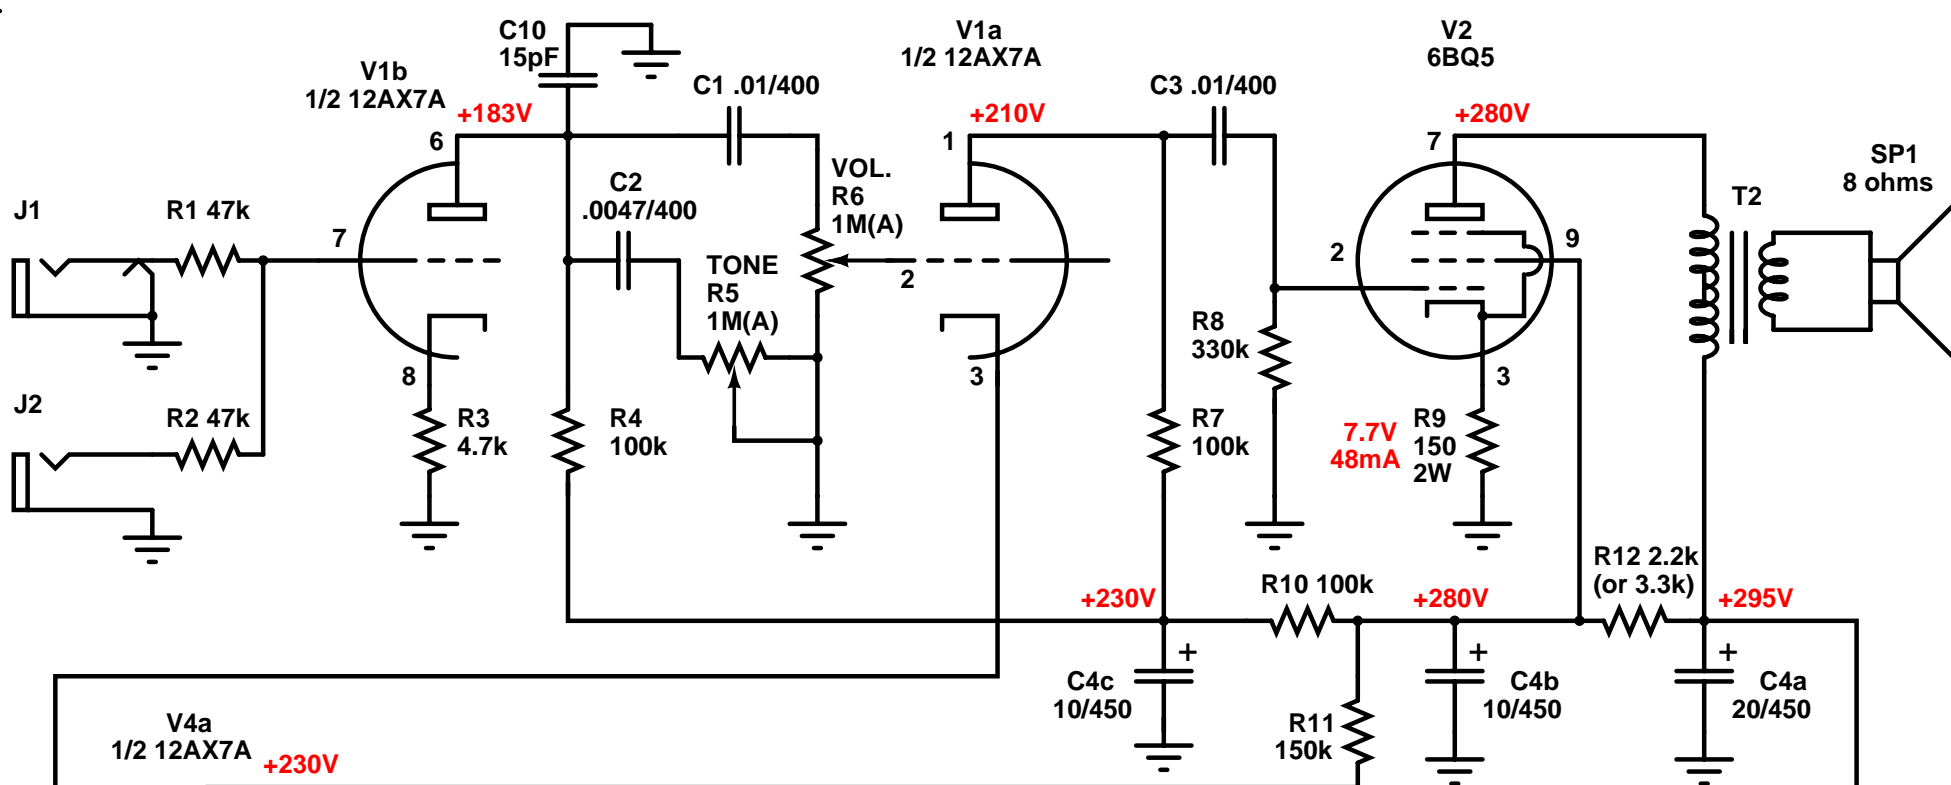 C10
15pF
V1b
1/2 12AX7A
+183V
6
C1 .01/400
V1a
1/2 12AX7A
+210V
1
C3 .01/400
V2
6BQ5
+280V
7
SP1
8 ohms
J1
R1 47k
7
C2
.0047/400
VOL.
R6
1M(A)
TONE
R5
1M(A)
2
2
9
T2
R8
330k
8
3
3
J2
R2 47k
R3
4.7k
R4
100k
R7
100k
7.7V
48mA
R9
150
2W
+230V
R10 100k
+280V
R12 2.2k
(or 3.3k)
+295V
+
C4c
10/450
+
C4b
10/450
+
C4a
20/450
R11
150k
V4a
1/2 12AX7A
+230V